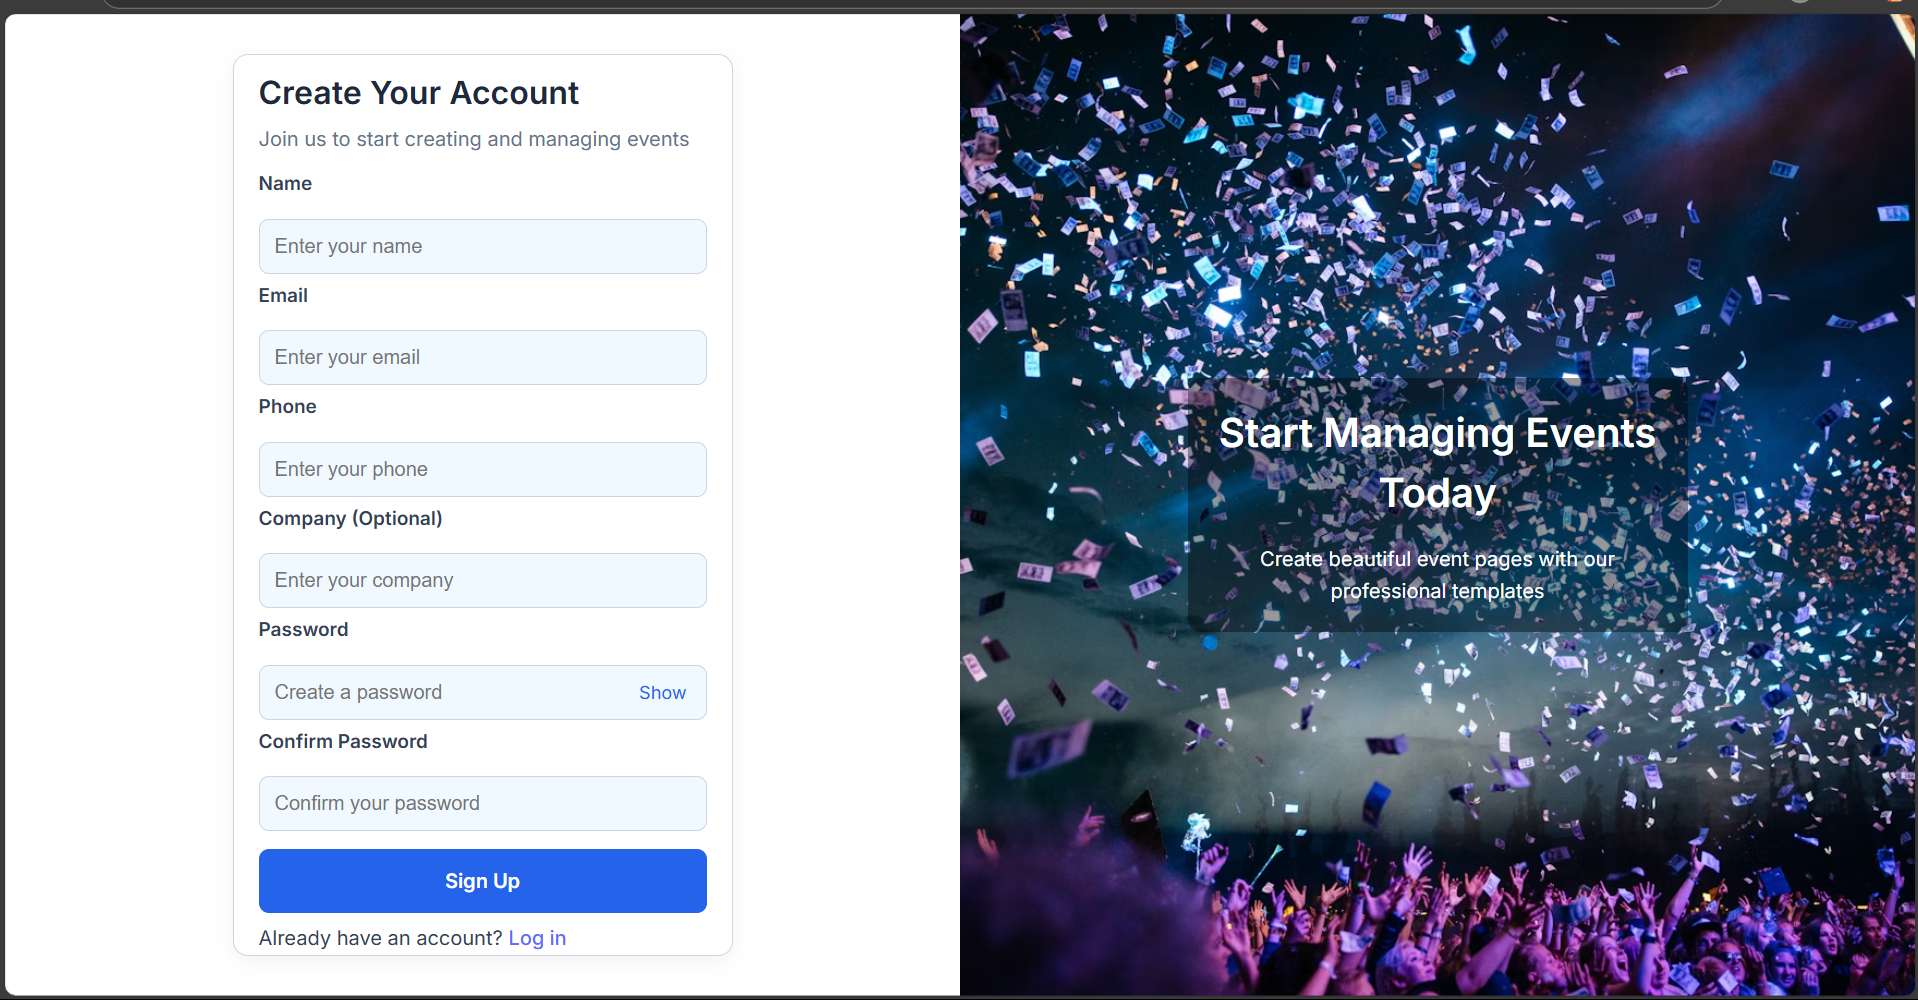 Create Your Account
Join us to start creating and managing events
Name
Enter your name
Email
Enter your email
Phone
Enter your phone
Company (Optional)
Enter your company
Password
Create a password
Show
Confirm Password
Confirm your password
Sign Up
Already have an account? Log in
Start Managing Events
Today
Create beautiful event pages with our
professional templates